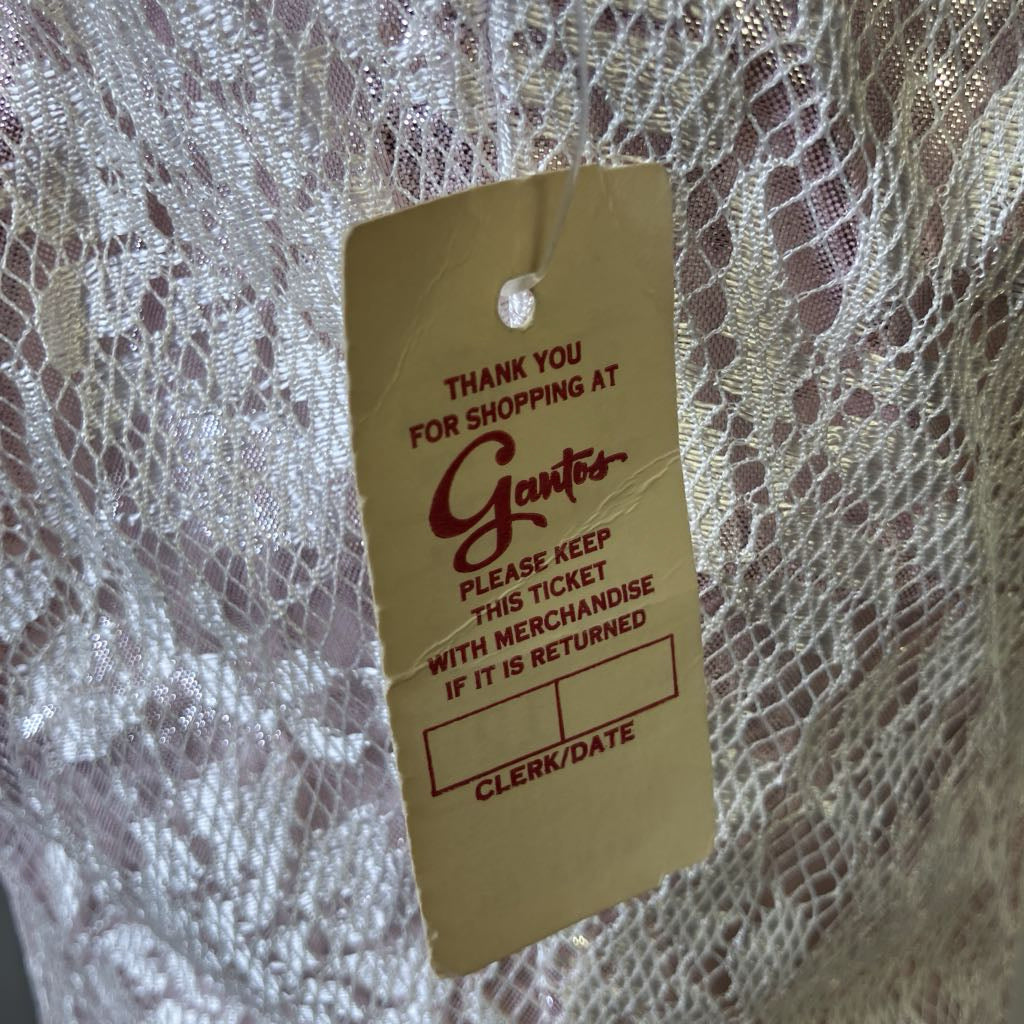 THANK YOU
FOR SHOPPING AT
Gantos
PLEASE KEEP
THIS TICKET
WITH MERCHANDISE
IF IT IS RETURNED
CLERK/DATE